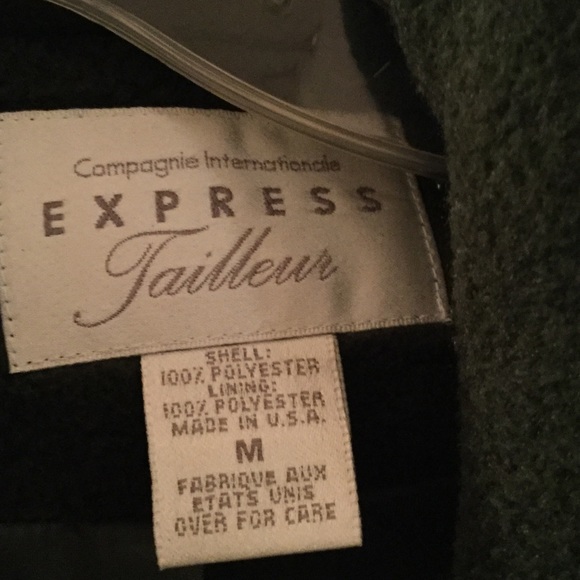 Compagnie Internationale
EXPRESS
Tailleur
SHELL:
100% POLYESTER
LINING:
100% POLYESTER
MADE IN U.S.A.
M
FABRIQUE AUX
ETATS UNIS
OVER FOR CARE